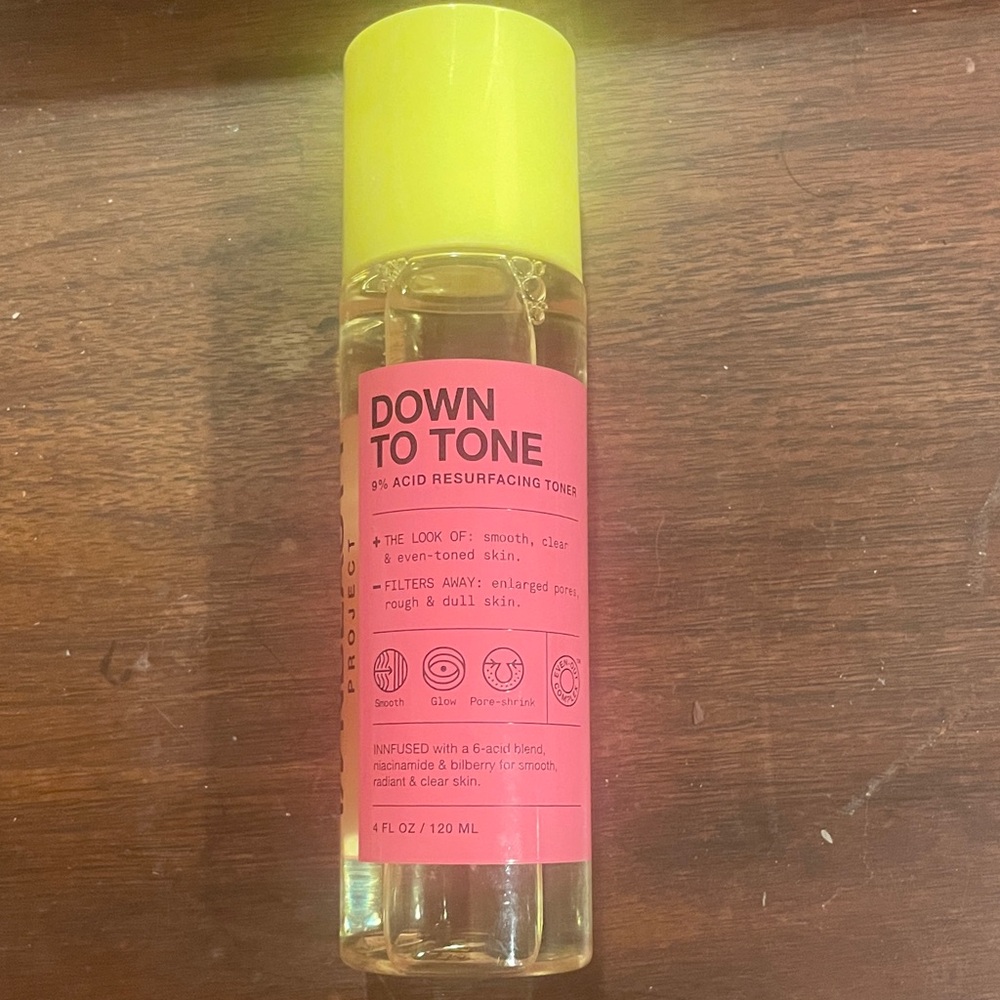 DOWN
TO TONE
9% ACID RESURFACING TONER
+ THE LOOK OF: smooth, clear
& even-toned skin.
− FILTERS AWAY: enlarged pores,
rough & dull skin.
Smooth
Glow
Pore-shrink
EVEN-OUT
INNFUSED with a 6-acid blend,
niacinamide & bilberry for smooth,
radiant & clear skin.
4 FL OZ / 120 ML
PROJECT